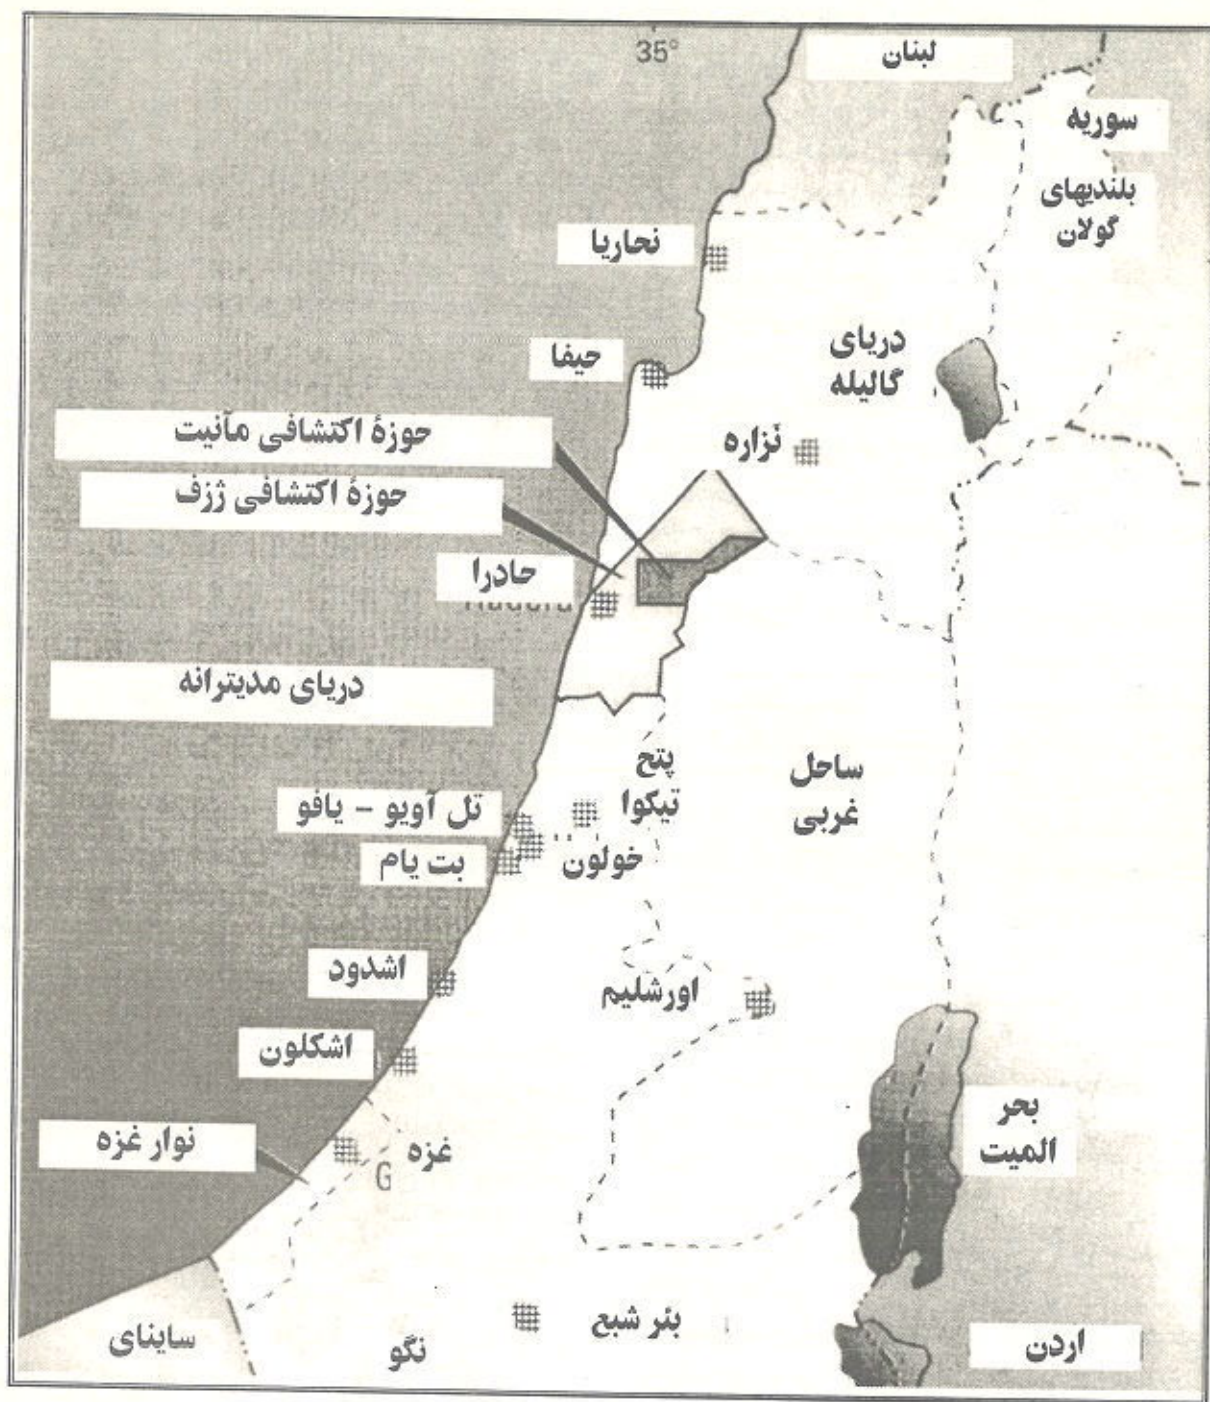 35°
لبنان
سوریه
بلندیهای
گولان
نحاریا
حیفا
دریای
گالیله
حوزهٔ اکتشافی مآنیت
نزاره
حوزهٔ اکتشافی ژزف
حادرا
دریای مدیترانه
پتح
تیکوا
ساحل
غربی
تل آویو - یافو
خولون
بت یام
اشدود
اورشلیم
اشکلون
بحر
المیت
نوار غزه
غزه
G
بئر شبع
ساینای
نگو
اردن